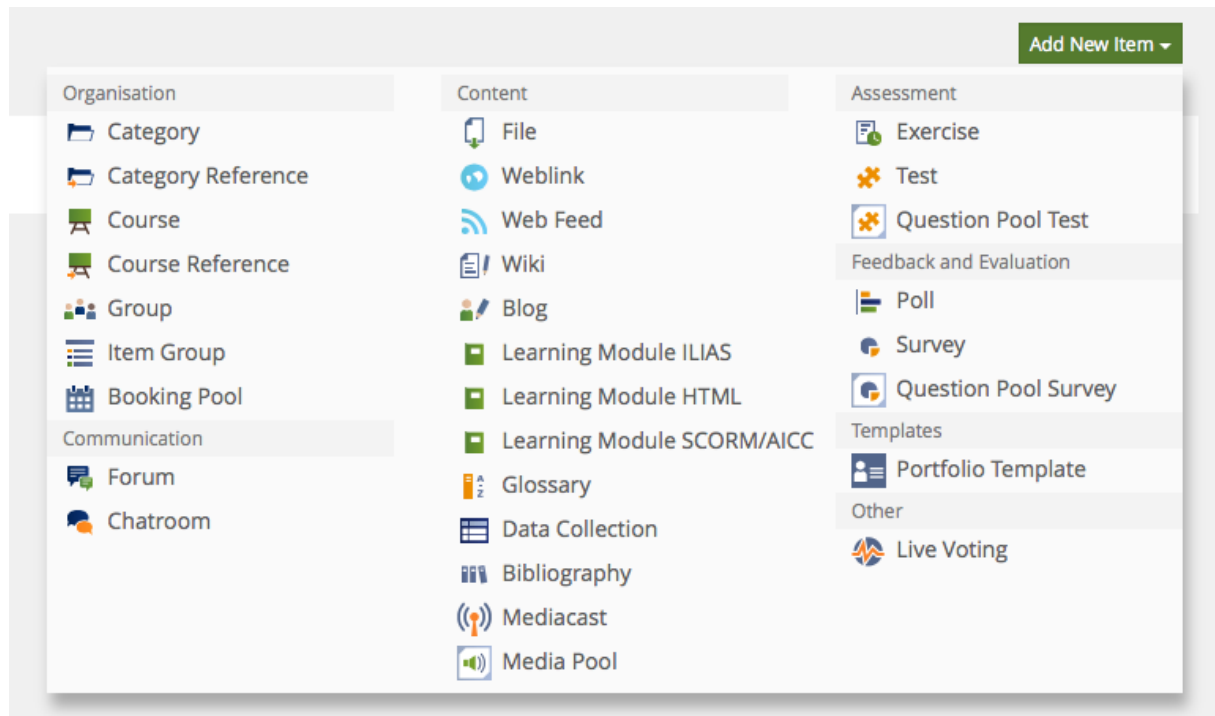 Add New Item
Organisation
Category
Category Reference
Course
Course Reference
Group
Item Group
Booking Pool
Communication
Forum
Chatroom
Content
File
Weblink
Web Feed
Wiki
Blog
Learning Module ILIAS
Learning Module HTML
Learning Module SCORM/AICC
A
Z
Glossary
Data Collection
Bibliography
Mediacast
Media Pool
Assessment
Exercise
Test
Question Pool Test
Feedback and Evaluation
Poll
Survey
Question Pool Survey
Templates
Portfolio Template
Other
Live Voting